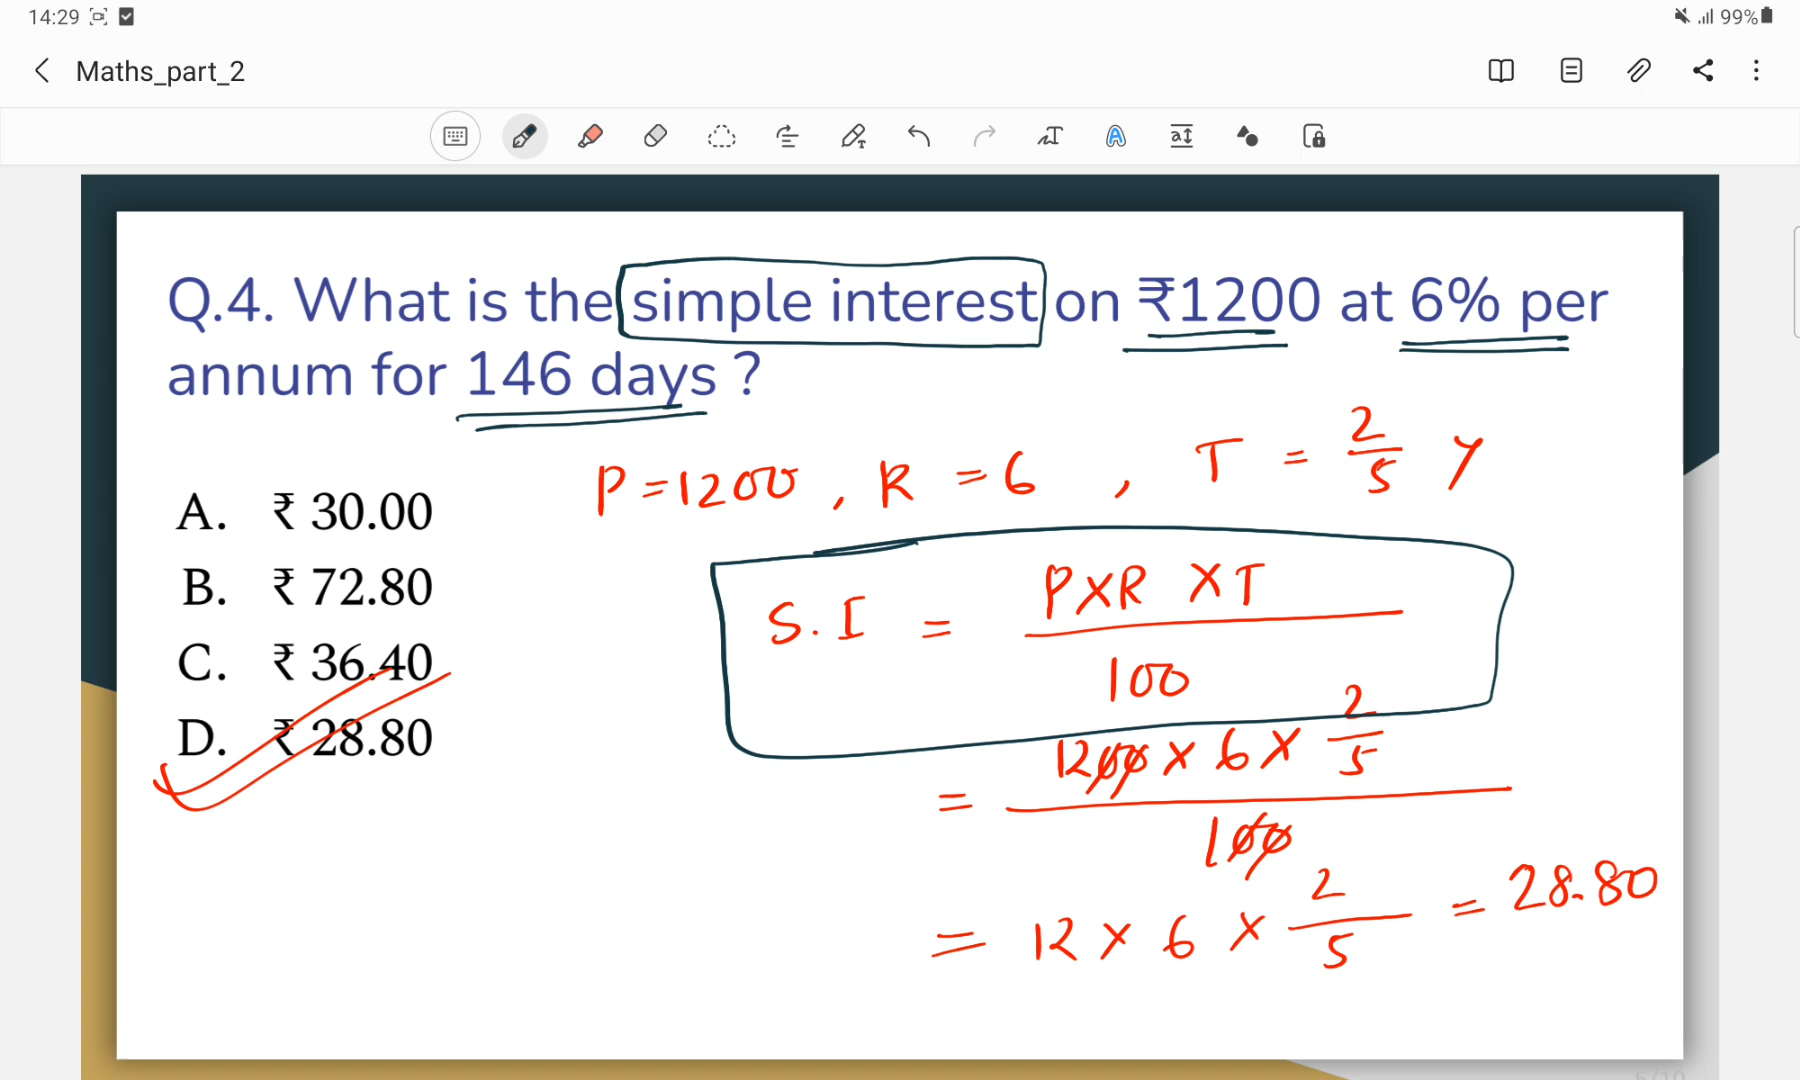 14:29
99%
Maths_part_2
Q.4. What is the simple interest on ₹1200 at 6% per
annum for 146 days ?
P = 1200 , R = 6 , T = 2/5 y
A. ₹ 30.00
B. ₹ 72.80
C. ₹ 36.40
D. ₹ 28.80
S.I = P X R X T / 100
= 1200 x 6 x 2/5 / 100
= 12 x 6 x 2/5 = 28.80